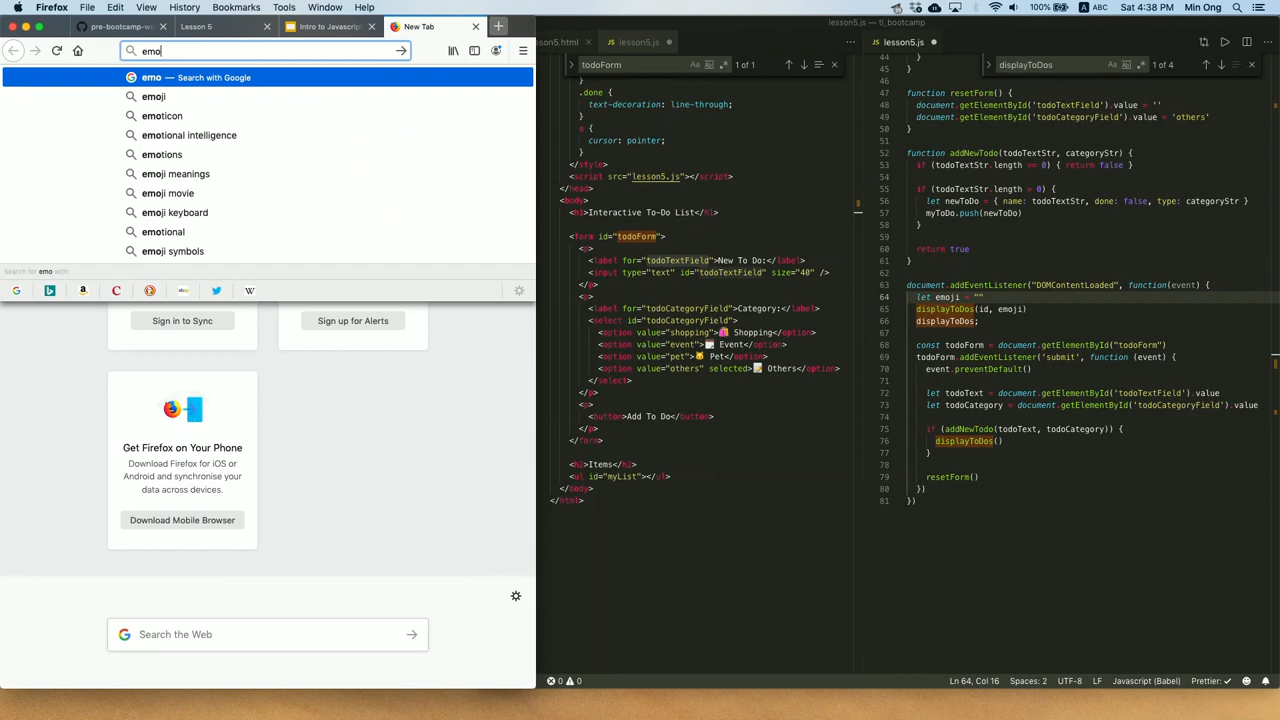 Firefox File Edit View History Bookmarks Tools Window Help
100% ABC Sat 4:38 PM Min Ong
pre-bootcamp-wa
Lesson 5
Intro to Javascript
New Tab
emo
emo — Search with Google
emoji
emoticon
emotional intelligence
emotions
emoji meanings
emoji movie
emoji keyboard
emotional
emoji symbols
Search for emo with:
Sign in to Sync
Sign up for Alerts
Get Firefox on Your Phone
Download Firefox for iOS or
Android and synchronise your
data across devices.
Download Mobile Browser
Search the Web
lesson5.js — tl_bootcamp
lesson5.html
lesson5.js
todoForm
1 of 1
}
.done {
text-decoration: line-through;
}
a {
cursor: pointer;
}
</style>
<script src="lesson5.js"></script>
</head>
<body>
<h1>Interactive To-Do List</h1>
<form id="todoForm">
<p>
<label for="todoTextField">New To Do:</label>
<input type="text" id="todoTextField" size="40" />
</p>
<p>
<label for="todoCategoryField">Category:</label>
<select id="todoCategoryField">
<option value="shopping">🛍 Shopping</option>
<option value="event">🗓 Event</option>
<option value="pet">🐱 Pet</option>
<option value="others" selected>📝 Others</option>
</select>
</p>
<p>
<button>Add To Do</button>
</p>
</form>
<h2>Items</h2>
<ul id="myList"></ul>
</body>
</html>
lesson5.js
displayToDos
1 of 4
44 }
45 }
46
47 function resetForm() {
48 document.getElementById('todoTextField').value = ''
49 document.getElementById('todoCategoryField').value = 'others'
50 }
51
52 function addNewTodo(todoTextStr, categoryStr) {
53 if (todoTextStr.length == 0) { return false }
54
55 if (todoTextStr.length > 0) {
56 let newToDo = { name: todoTextStr, done: false, type: categoryStr }
57 myToDo.push(newToDo)
58 }
59
60 return true
61 }
62
63 document.addEventListener("DOMContentLoaded", function(event) {
64 let emoji = ""
65 displayToDos(id, emoji)
66 displayToDos;
67
68 const todoForm = document.getElementById("todoForm")
69 todoForm.addEventListener('submit', function (event) {
70 event.preventDefault()
71
72 let todoText = document.getElementById('todoTextField').value
73 let todoCategory = document.getElementById('todoCategoryField').value
74
75 if (addNewTodo(todoText, todoCategory)) {
76 displayToDos()
77 }
78
79 resetForm()
80 })
81 })
0 0
Ln 64, Col 16 Spaces: 2 UTF-8 LF Javascript (Babel) Prettier: ✓